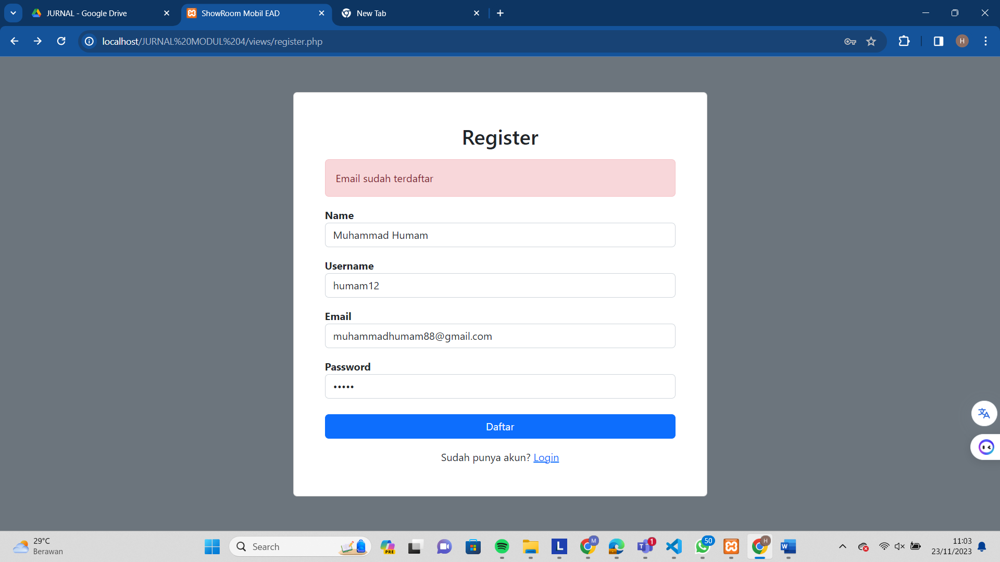 JURNAL - Google Drive
ShowRoom Mobil EAD
New Tab
localhost/JURNAL%20MODUL%204/views/register.php
H
Register
Email sudah terdaftar
Name
Muhammad Humam
Username
humam12
Email
muhammadhumam88@gmail.com
Password
•••••
Daftar
Sudah punya akun? Login
29°C
Berawan
Search
PRE
L
M
T
1
50
H
W
11:03
23/11/2023